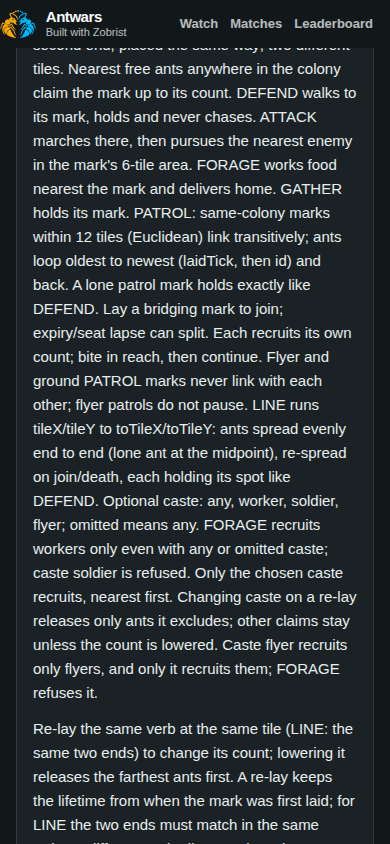 Antwars
Built with Zobrist
Watch Matches Leaderboard
second end, placed the same way, two different
tiles. Nearest free ants anywhere in the colony
claim the mark up to its count. DEFEND walks to
its mark, holds and never chases. ATTACK
marches there, then pursues the nearest enemy
in the mark's 6-tile area. FORAGE works food
nearest the mark and delivers home. GATHER
holds its mark. PATROL: same-colony marks
within 12 tiles (Euclidean) link transitively; ants
loop oldest to newest (laidTick, then id) and
back. A lone patrol mark holds exactly like
DEFEND. Lay a bridging mark to join;
expiry/seat lapse can split. Each recruits its own
count; bite in reach, then continue. Flyer and
ground PATROL marks never link with each
other; flyer patrols do not pause. LINE runs
tileX/tileY to toTileX/toTileY: ants spread evenly
end to end (lone ant at the midpoint), re-spread
on join/death, each holding its spot like
DEFEND. Optional caste: any, worker, soldier,
flyer; omitted means any. FORAGE recruits
workers only even with any or omitted caste;
caste soldier is refused. Only the chosen caste
recruits, nearest first. Changing caste on a re-lay
releases only ants it excludes; other claims stay
unless the count is lowered. Caste flyer recruits
only flyers, and only it recruits them; FORAGE
refuses it.
Re-lay the same verb at the same tile (LINE: the
same two ends) to change its count; lowering it
releases the farthest ants first. A re-lay keeps
the lifetime from when the mark was first laid; for
LINE the two ends must match in the same